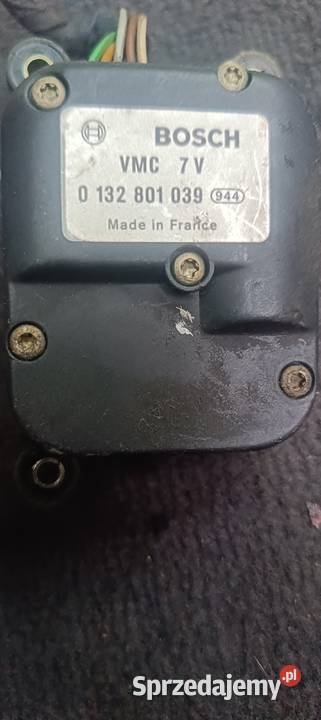 BOSCH
VMC 7 V
0 132 801 039 944
Made in France
Sprzedajemy.pl